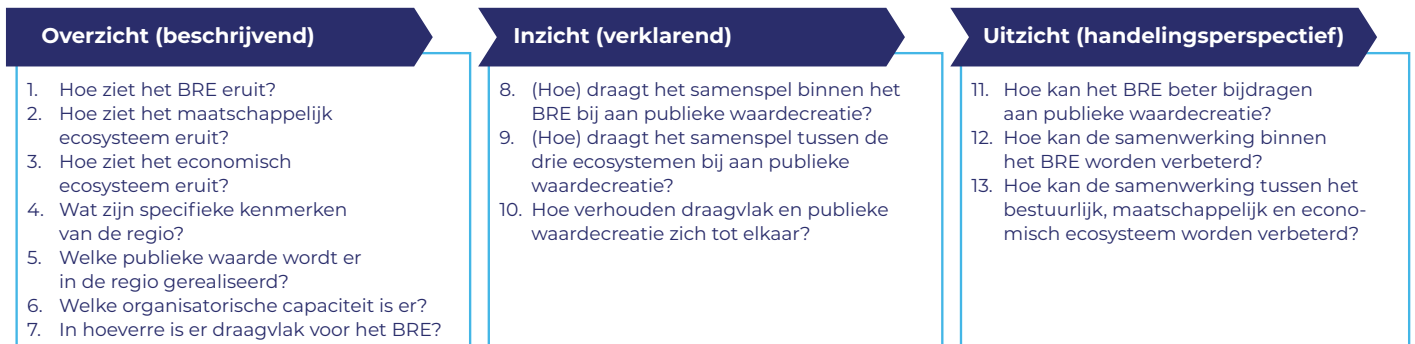 Overzicht (beschrijvend)
1. Hoe ziet het BRE eruit?
2. Hoe ziet het maatschappelijk
ecosysteem eruit?
3. Hoe ziet het economisch
ecosysteem eruit?
4. Wat zijn specifieke kenmerken
van de regio?
5. Welke publieke waarde wordt er
in de regio gerealiseerd?
6. Welke organisatorische capaciteit is er?
7. In hoeverre is er draagvlak voor het BRE?
Inzicht (verklarend)
8. (Hoe) draagt het samenspel binnen het
BRE bij aan publieke waardecreatie?
9. (Hoe) draagt het samenspel tussen de
drie ecosystemen bij aan publieke
waardecreatie?
10. Hoe verhouden draagvlak en publieke
waardecreatie zich tot elkaar?
Uitzicht (handelingsperspectief)
11. Hoe kan het BRE beter bijdragen
aan publieke waardecreatie?
12. Hoe kan de samenwerking binnen
het BRE worden verbeterd?
13. Hoe kan de samenwerking tussen het
bestuurlijk, maatschappelijk en econo-
misch ecosysteem worden verbeterd?